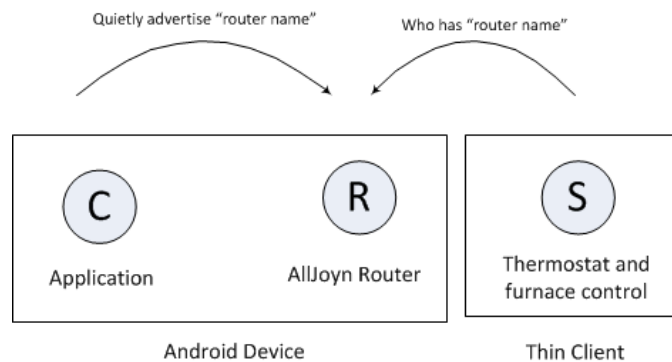 Quietly advertise “router name”
Who has “router name”
C
R
S
Application
AllJoyn Router
Thermostat and
furnace control
Android Device
Thin Client